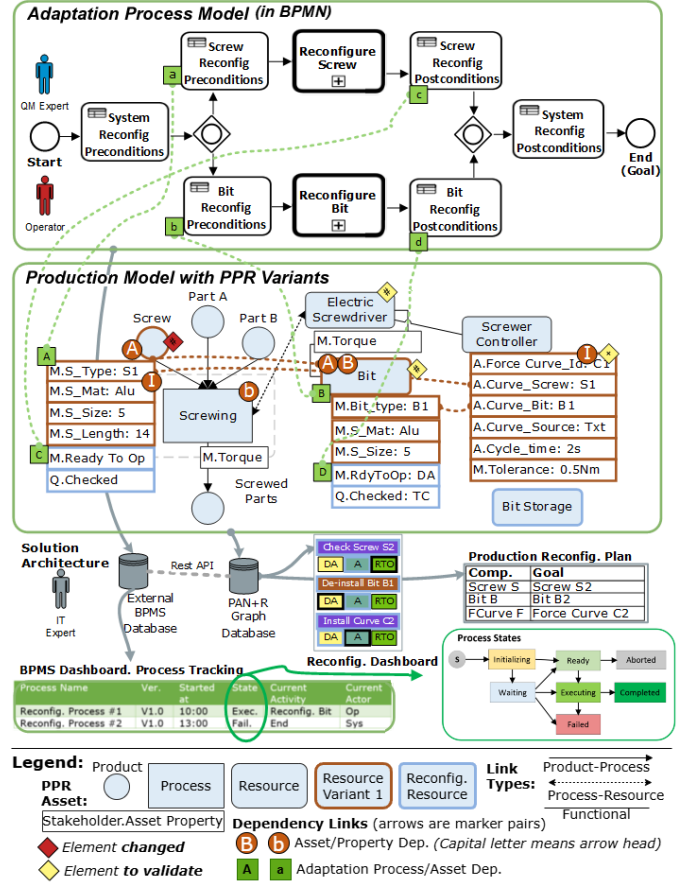 Adaptation Process Model (in BPMN)
QM Expert
Operator
Start
System
Reconfig
Preconditions
Screw
Reconfig
Preconditions
a
Reconfigure
Screw
Screw
Reconfig
Postconditions
c
Bit
Reconfig
Preconditions
b
Reconfigure
Bit
Bit
Reconfig
Postconditions
d
System
Reconfig
Postconditions
End
(Goal)
Production Model with PPR Variants
Part A
Part B
Screw
#
A
A
I
M.S_Type: S1
M.S_Mat: Alu
M.S_Size: 5
M.S_Length: 14
C
M.Ready To Op
Q.Checked
Screwing
b
M.Torque
Screwed
Parts
Electric
Screwdriver
#
M.Torque
A
B
Bit
#
B
M.Bit_type: B1
M.S_Mat: Alu
M.S_Size: 5
D
M.RdyToOp: DA
Q.Checked: TC
Screwer
Controller
I
A.Force Curve_Id: C1
A.Curve_Screw: S1
A.Curve_Bit: B1
A.Curve_Source: Txt
A.Cycle_time: 2s
M.Tolerance: 0.5Nm
Bit Storage
Solution
Architecture
IT
Expert
External
BPMS
Database
Rest API
PAN+R
Graph
Database
Check Screw S2
DA A RTO
De-install Bit B1
DA A RTO
Install Curve C2
DA A RTO
Reconfig. Dashboard
Production Reconfig. Plan
Comp. Goal
Screw S Screw S2
Bit B Bit B2
FCurve F Force Curve C2
Process States
S
Initializing
Ready
Aborted
Waiting
Executing
Completed
Failed
BPMS Dashboard. Process Tracking
Process Name Ver. Started at State Current Activity Current Actor
Reconfig. Process #1 V1.0 10:00 Exec. Reconfig. Bit Op
Reconfig. Process #2 V1.0 13:00 Fail. End Sys
Legend:
PPR
Asset:
Product
Process
Resource
Resource
Variant 1
Reconfig.
Resource
Link
Types:
Product-Process
Process-Resource
Functional
Stakeholder.Asset Property
Element changed
Element to validate
Dependency Links (arrows are marker pairs)
B b Asset/Property Dep. (Capital letter means arrow head)
A a Adaptation Process/Asset Dep.